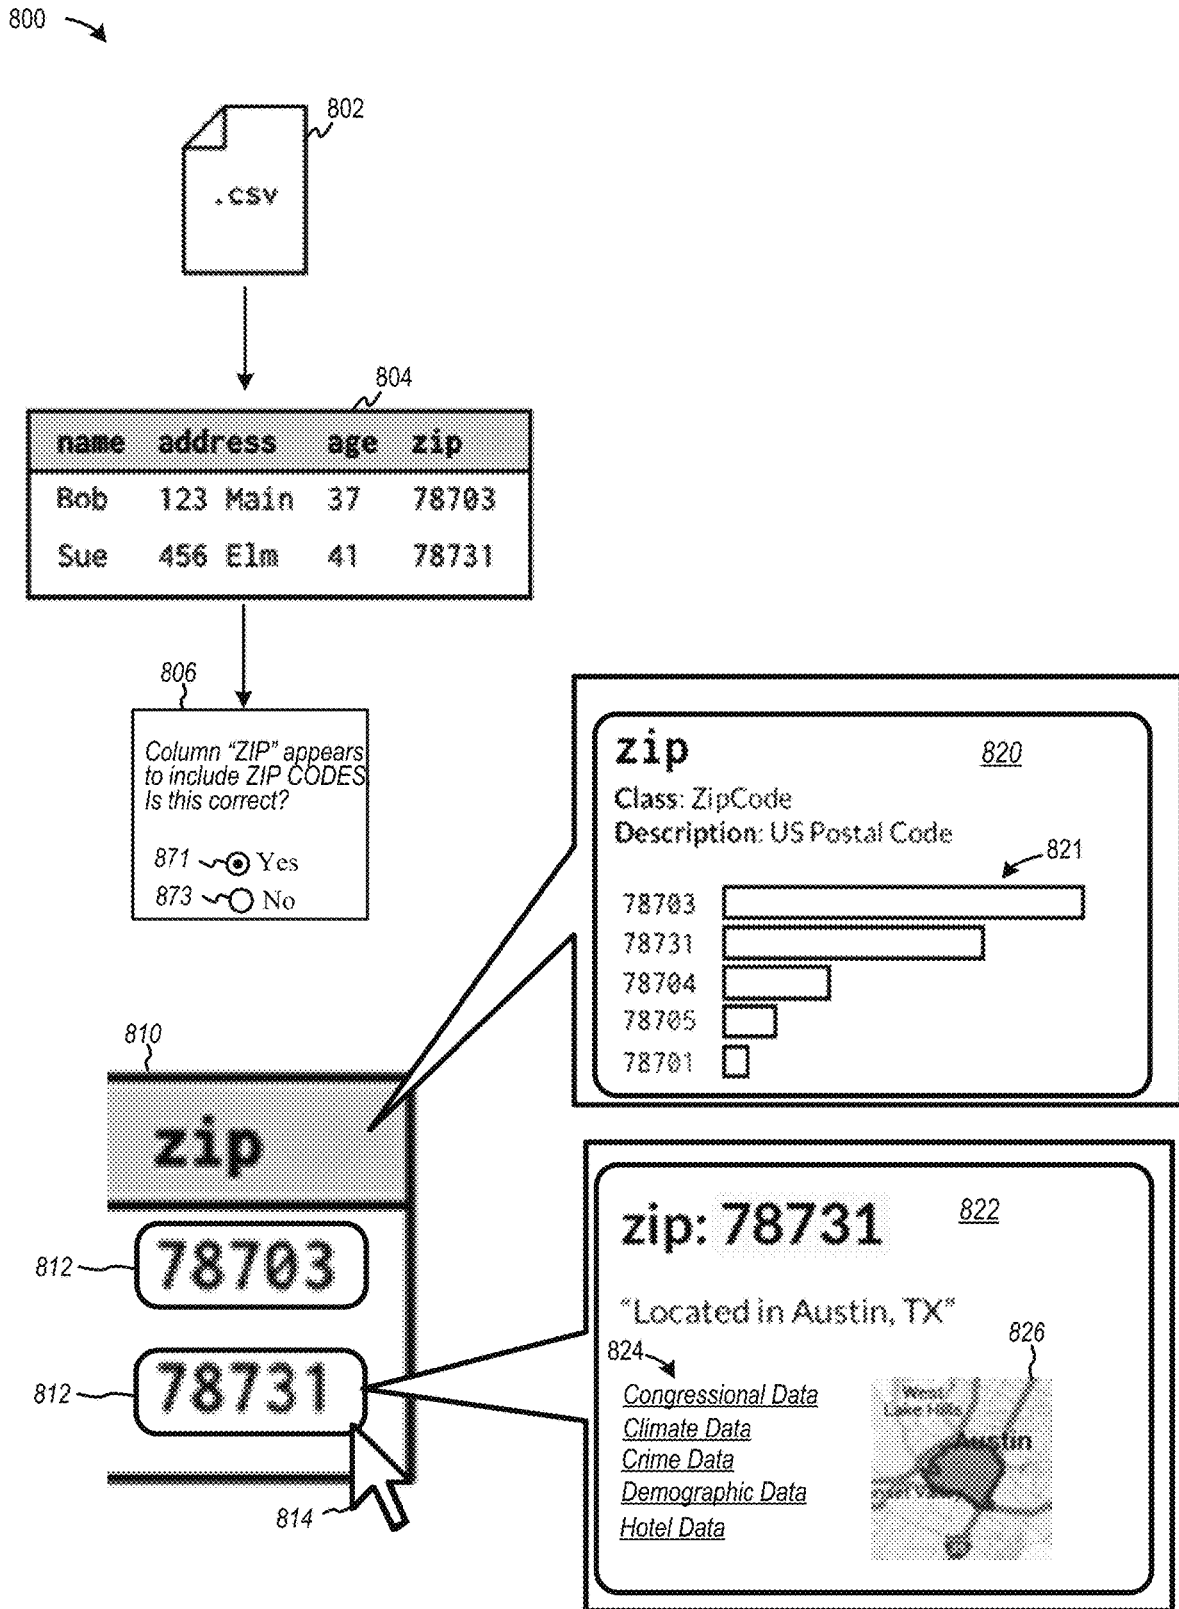 800
802
.csv
804
name address age zip
Bob 123 Main 37 78703
Sue 456 Elm 41 78731
806
Column "ZIP" appears
to include ZIP CODES
Is this correct?
871 Yes
873 No
zip 820
Class: ZipCode
Description: US Postal Code
821
78703
78731
78704
78705
78701
810
zip
812 78703
812 78731
814
zip: 78731 822
"Located in Austin, TX"
824
826
Congressional Data
Climate Data
Crime Data
Demographic Data
Hotel Data
West
Lake Hills
Austin